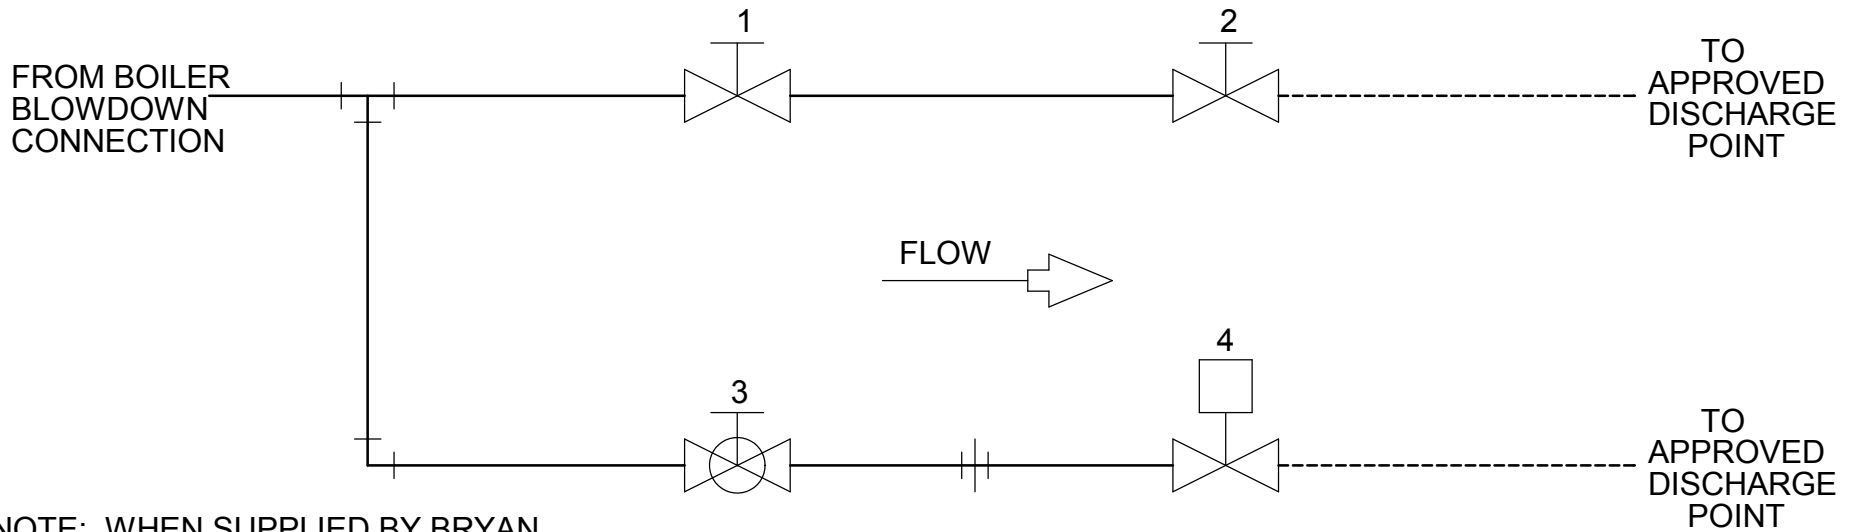 1
2
FROM BOILER
BLOWDOWN
CONNECTION
TO
APPROVED
DISCHARGE
POINT
FLOW
3
4
TO
APPROVED
DISCHARGE
POINT
NOTE: WHEN SUPPLIED BY BRYAN